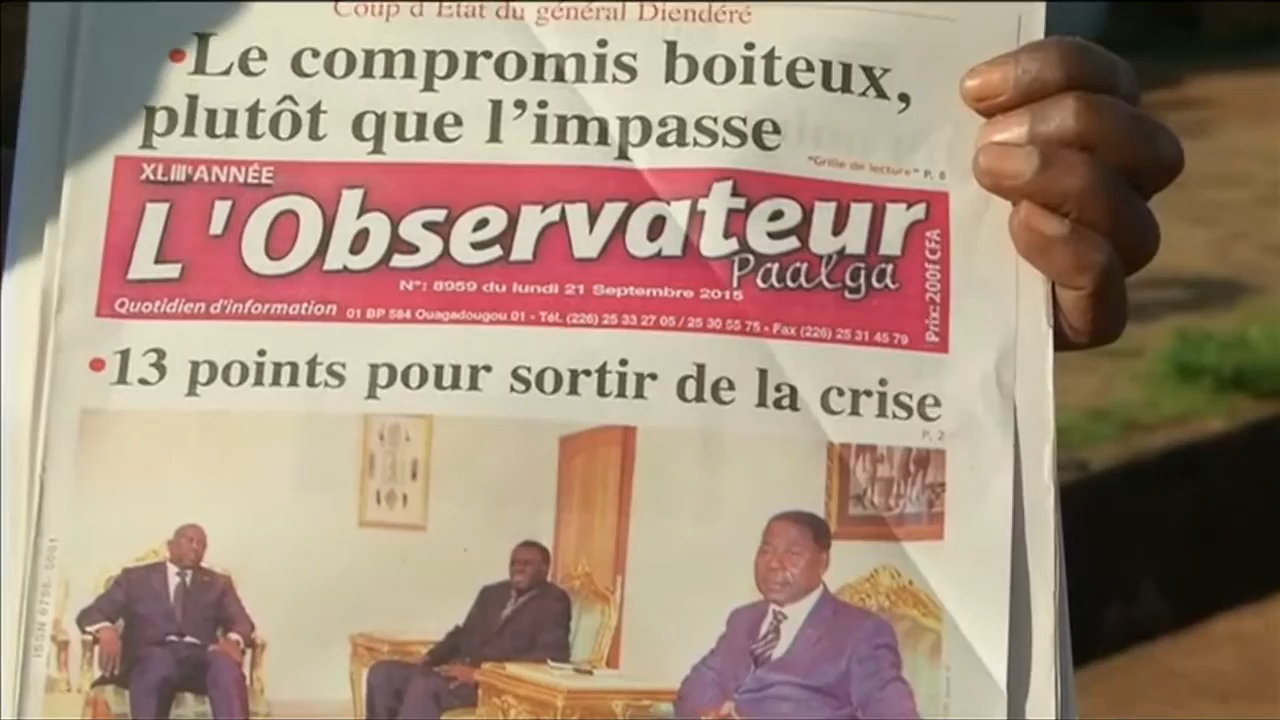 Coup d'Etat du général Diendéré
•Le compromis boiteux,
plutôt que l'impasse
"Grille de lecture" P. 6
XLIIIᵉ ANNÉE
L'Observateur
Paalga
N°: 8959 du lundi 21 Septembre 2015
Prix: 200f CFA
Quotidien d'information 01 BP 584 Ouagadougou 01 - Tél. (226) 25 33 27 05 / 25 30 55 75 - Fax (226) 25 31 45 79
•13 points pour sortir de la crise
P. 2